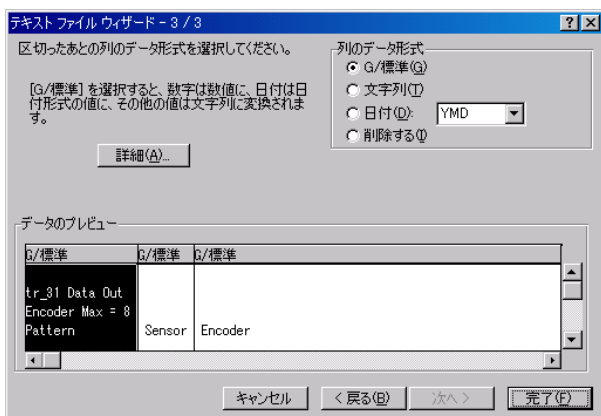 テキスト ファイル ウィザード - 3 / 3
区切ったあとの列のデータ形式を選択してください。
[G/標準] を選択すると、数字は数値に、日付は日
付形式の値に、その他の値は文字列に変換されま
す。
詳細(A)...
列のデータ形式
G/標準(G)
文字列(T)
日付(D): YMD
削除する(I)
データのプレビュー
G/標準 G/標準 G/標準
tr_31 Data Out
Encoder Max = 8
Pattern Sensor Encoder
キャンセル < 戻る(B) 次へ > 完了(F)